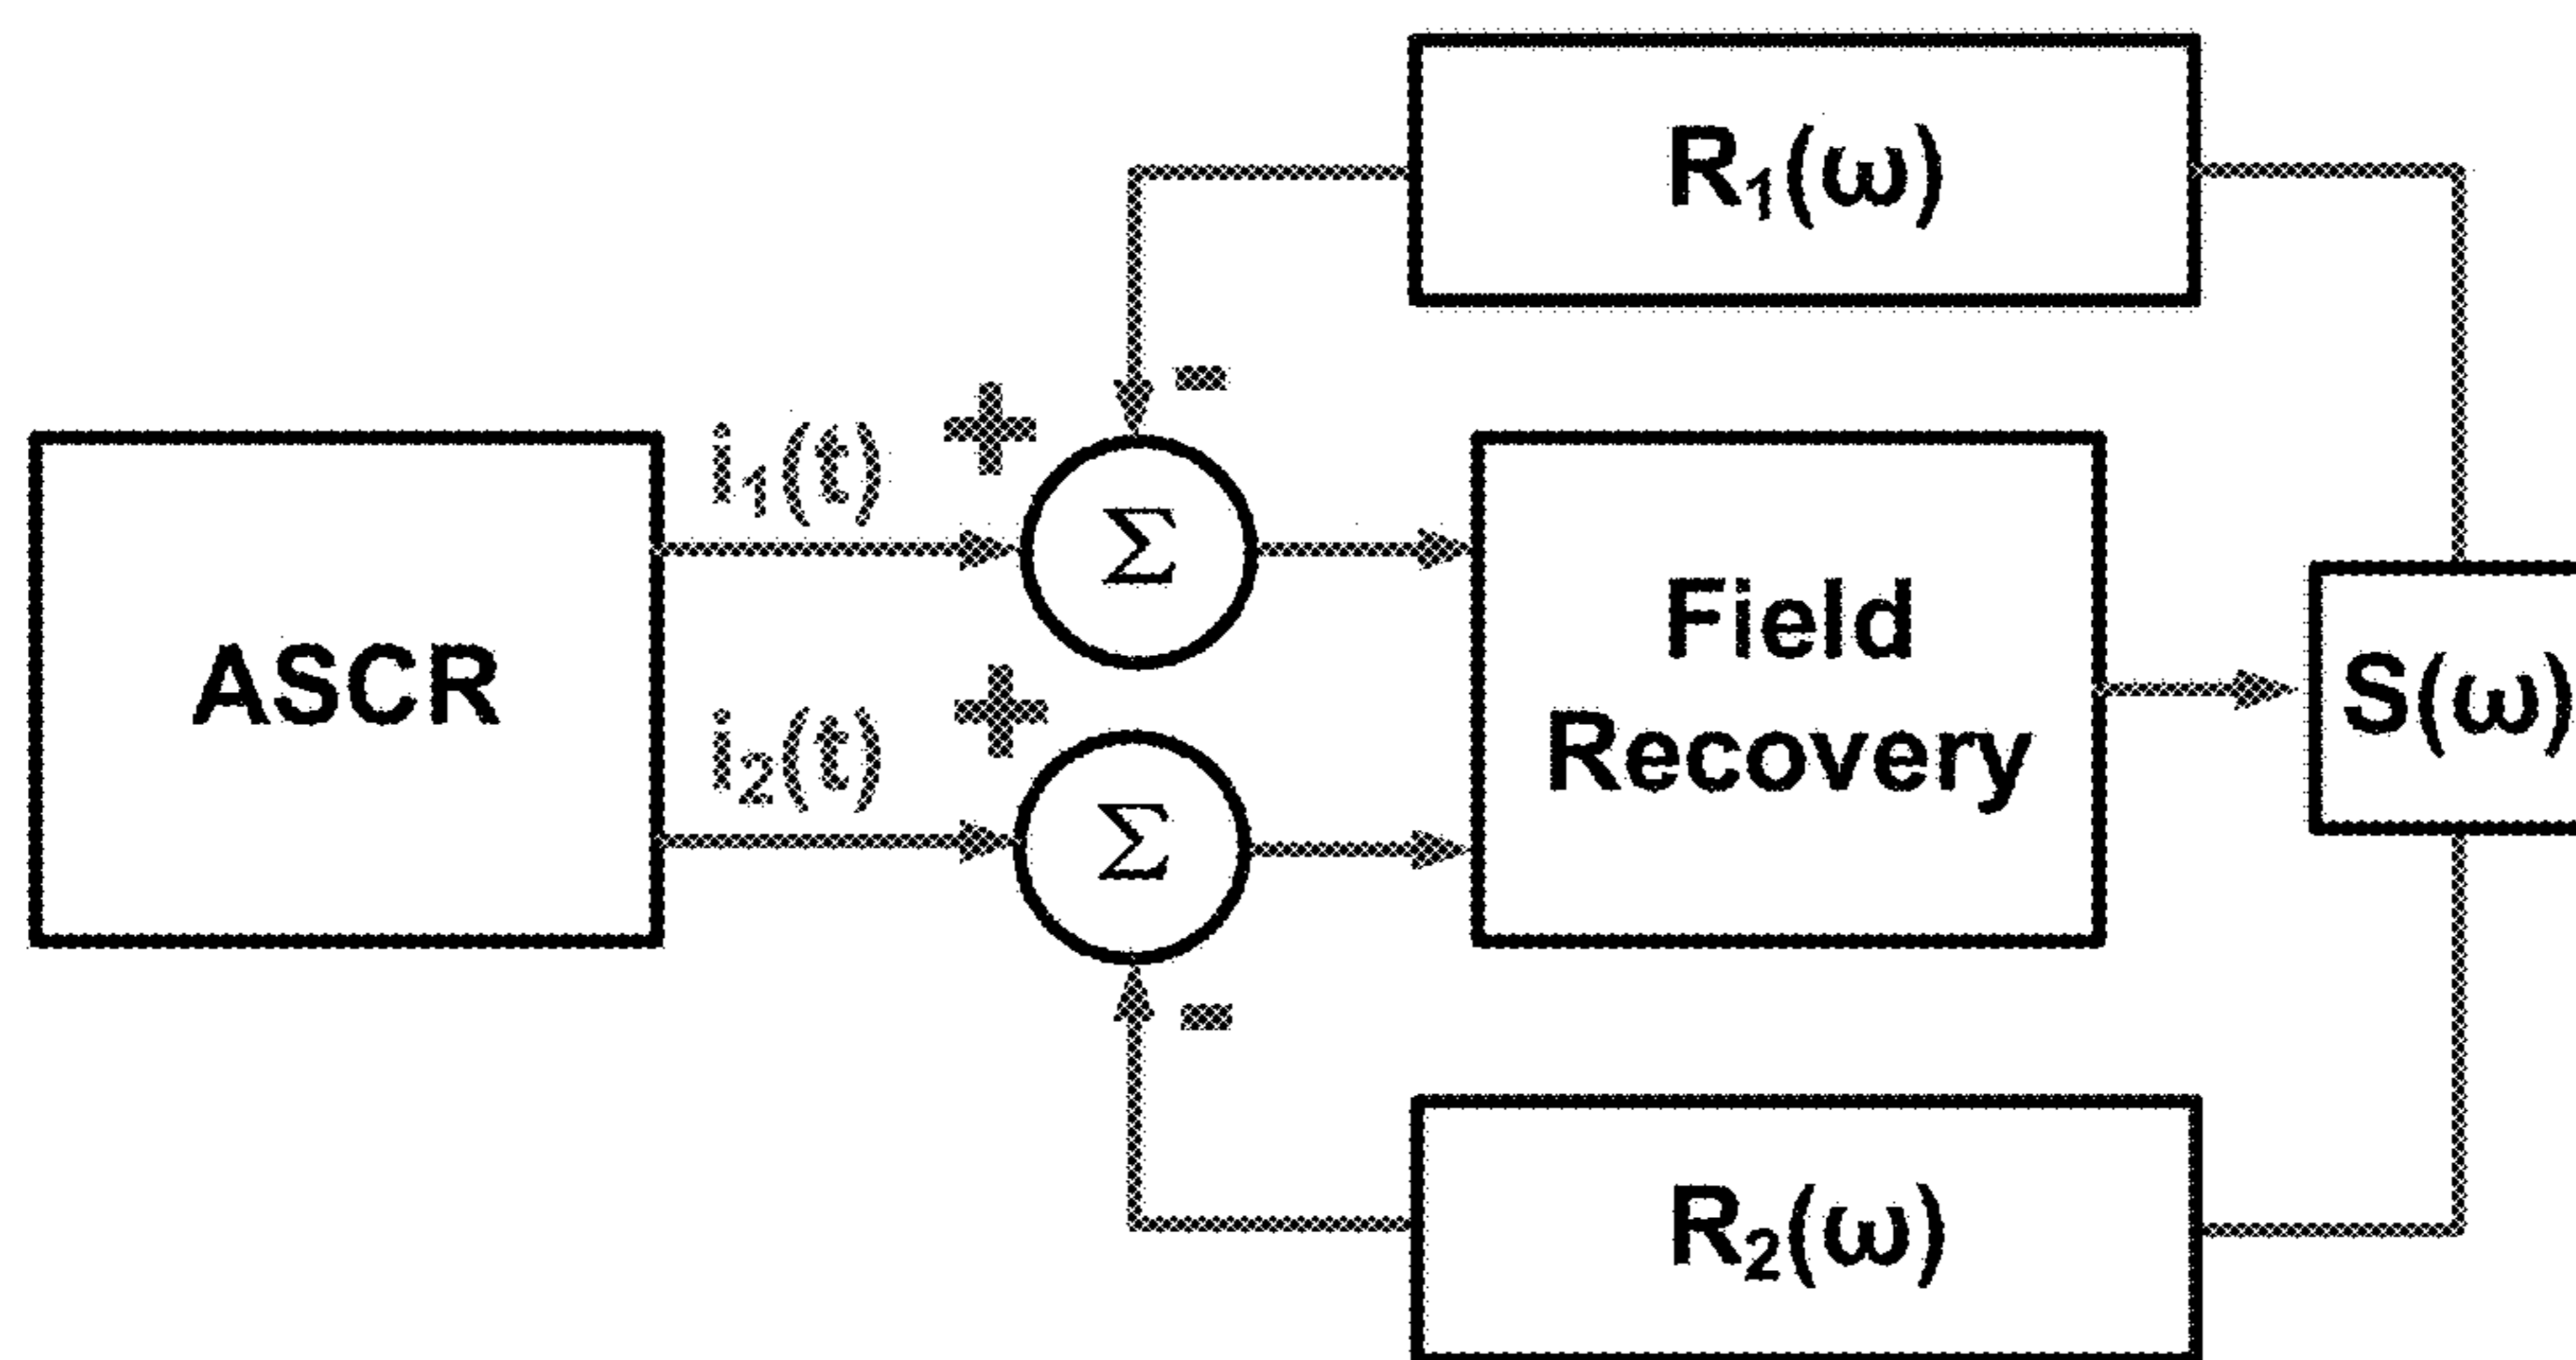 R₁(ω)
-
i₁(t) +
Σ
ASCR
Field
Recovery
S(ω)
i₂(t) +
Σ
-
R₂(ω)